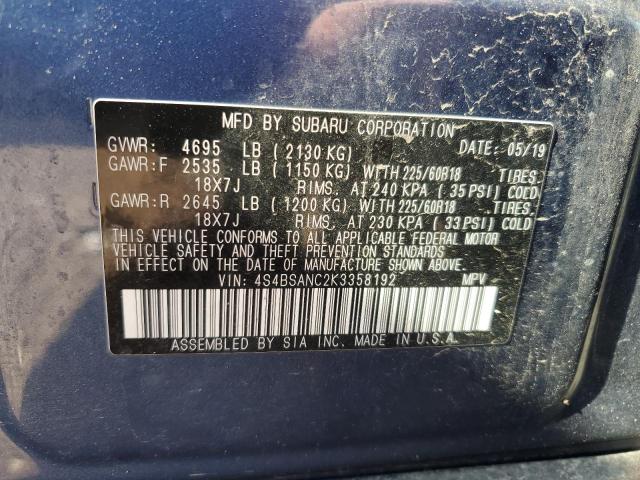 MFD BY SUBARU CORPORATION
GVWR: 4695 LB ( 2130 KG) DATE: 05/19
GAWR:F 2535 LB ( 1150 KG) WITH 225/60R18 TIRES
18X7J RIMS, AT 240 KPA ( 35 PSI) COLD
GAWR:R 2645 LB ( 1200 KG) WITH 225/60R18 TIRES,
18X7J RIMS, AT 230 KPA ( 33 PSI) COLD
THIS VEHICLE CONFORMS TO ALL APPLICABLE FEDERAL MOTOR
VEHICLE SAFETY AND THEFT PREVENTION STANDARDS
IN EFFECT ON THE DATE OF MANUFACTURE SHOWN ABOVE.
VIN: 4S4BSANC2K3358192 MPV
ASSEMBLED BY SIA INC. MADE IN U.S.A.